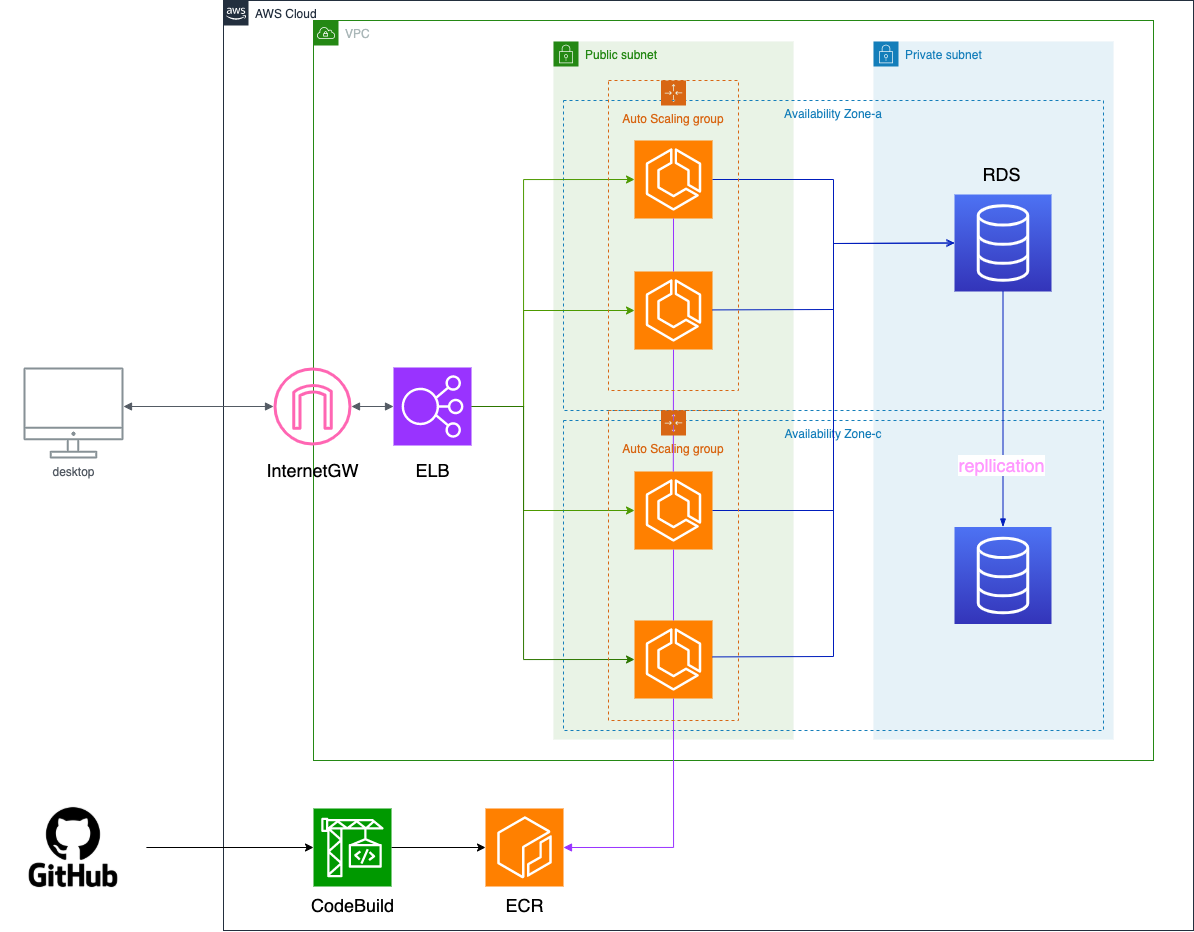 aws
AWS Cloud
VPC
Public subnet
Private subnet
Auto Scaling group
Availability Zone-a
RDS
Auto Scaling group
Availability Zone-c
repllication
desktop
InternetGW
ELB
</>
GitHub
CodeBuild
ECR